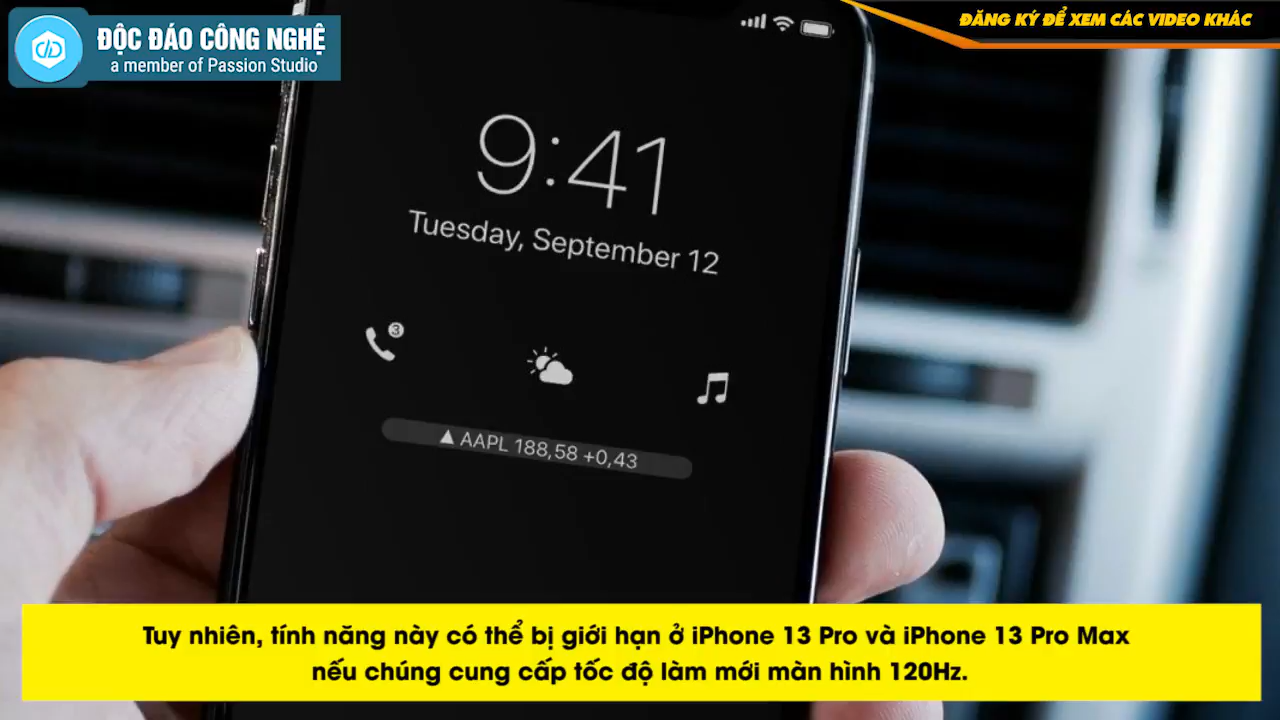 ĐỘC ĐÁO CÔNG NGHỆ
a member of Passion Studio
ĐĂNG KÝ ĐỂ XEM CÁC VIDEO KHÁC
9:41
Tuesday, September 12
3
▲ AAPL 188,58 +0,43
Tuy nhiên, tính năng này có thể bị giới hạn ở iPhone 13 Pro và iPhone 13 Pro Max
nếu chúng cung cấp tốc độ làm mới màn hình 120Hz.